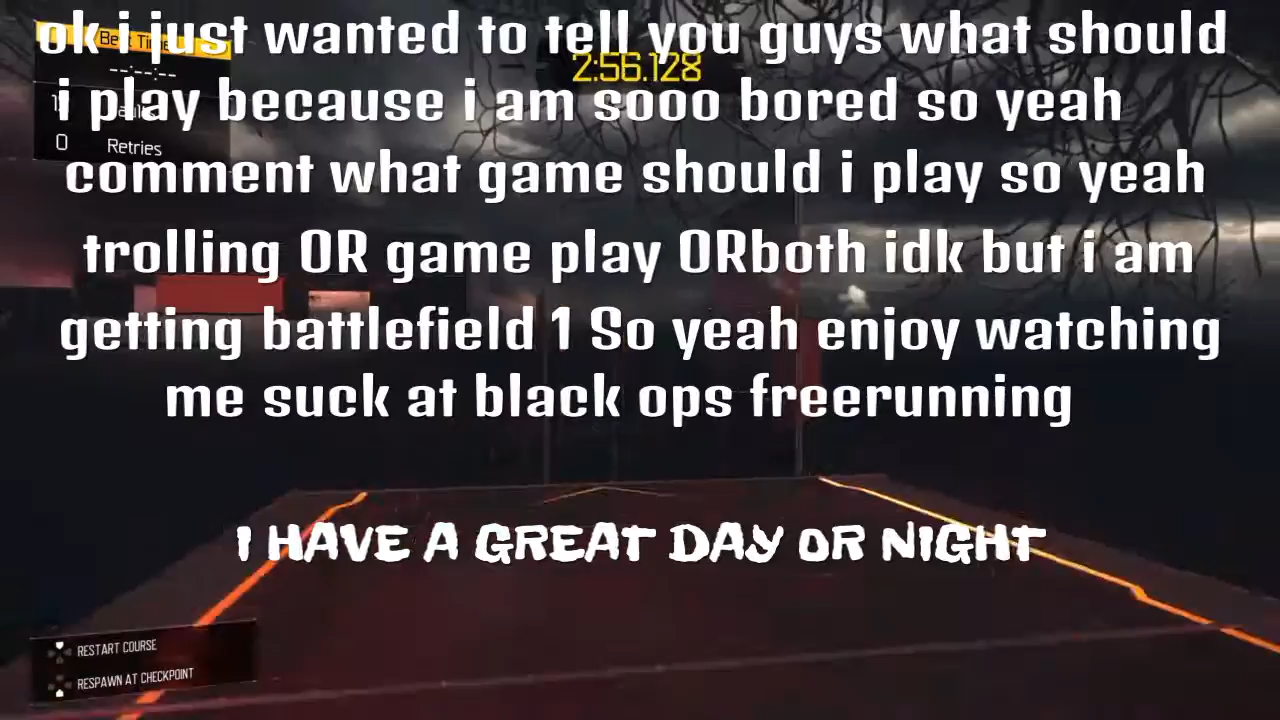 ok i just wanted to tell you guys what should
Best Time
2:56.128
--:--.---
i play because i am sooo bored so yeah
0 Retries
comment what game should i play so yeah
trolling OR game play ORboth idk but i am
getting battlefield 1 So yeah enjoy watching
me suck at black ops freerunning
I HAVE A GREAT DAY OR NIGHT
RESTART COURSE
RESPAWN AT CHECKPOINT